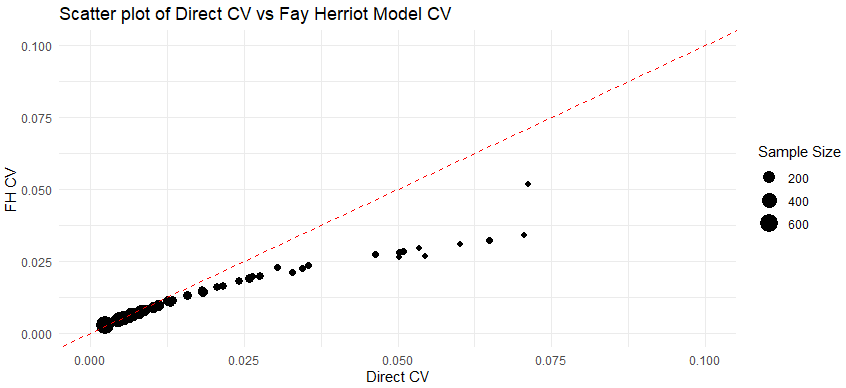 Scatter plot of Direct CV vs Fay Herriot Model CV
0.100
0.075
0.050
0.025
0.000
FH CV
0.000 0.025 0.050 0.075 0.100
Direct CV
Sample Size
200
400
600